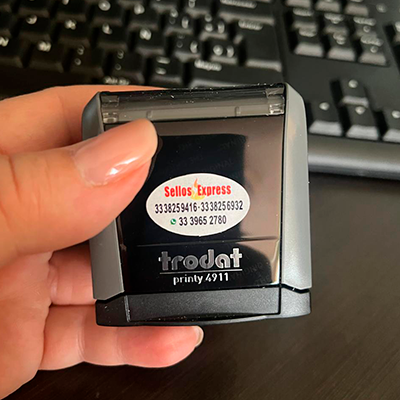 Sellos Express
3338259416-3338256932
33 3965 2780
trodat
printy 4911